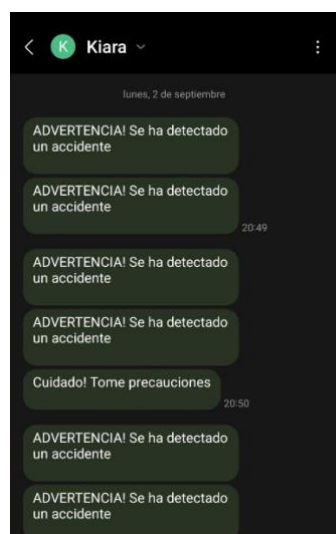 K Kiara
lunes, 2 de septiembre
ADVERTENCIA! Se ha detectado
un accidente
ADVERTENCIA! Se ha detectado
un accidente
20:49
ADVERTENCIA! Se ha detectado
un accidente
ADVERTENCIA! Se ha detectado
un accidente
Cuidado! Tome precauciones
20:50
ADVERTENCIA! Se ha detectado
un accidente
ADVERTENCIA! Se ha detectado
un accidente